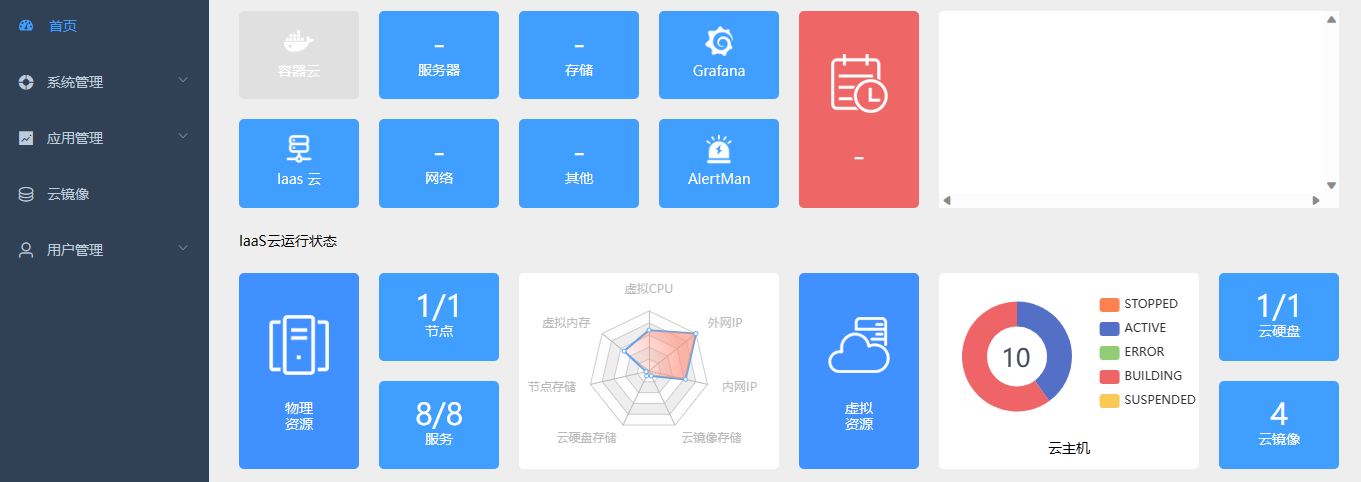 首页
系统管理
应用管理
云镜像
用户管理
容器云
-
服务器
-
存储
Grafana
Iaas 云
-
网络
-
其他
AlertMan
-
IaaS云运行状态
物理
资源
1/1
节点
8/8
服务
虚拟CPU
外网IP
内网IP
云镜像存储
云硬盘存储
节点存储
虚拟内存
虚拟
资源
10
STOPPED
ACTIVE
ERROR
BUILDING
SUSPENDED
云主机
1/1
云硬盘
4
云镜像